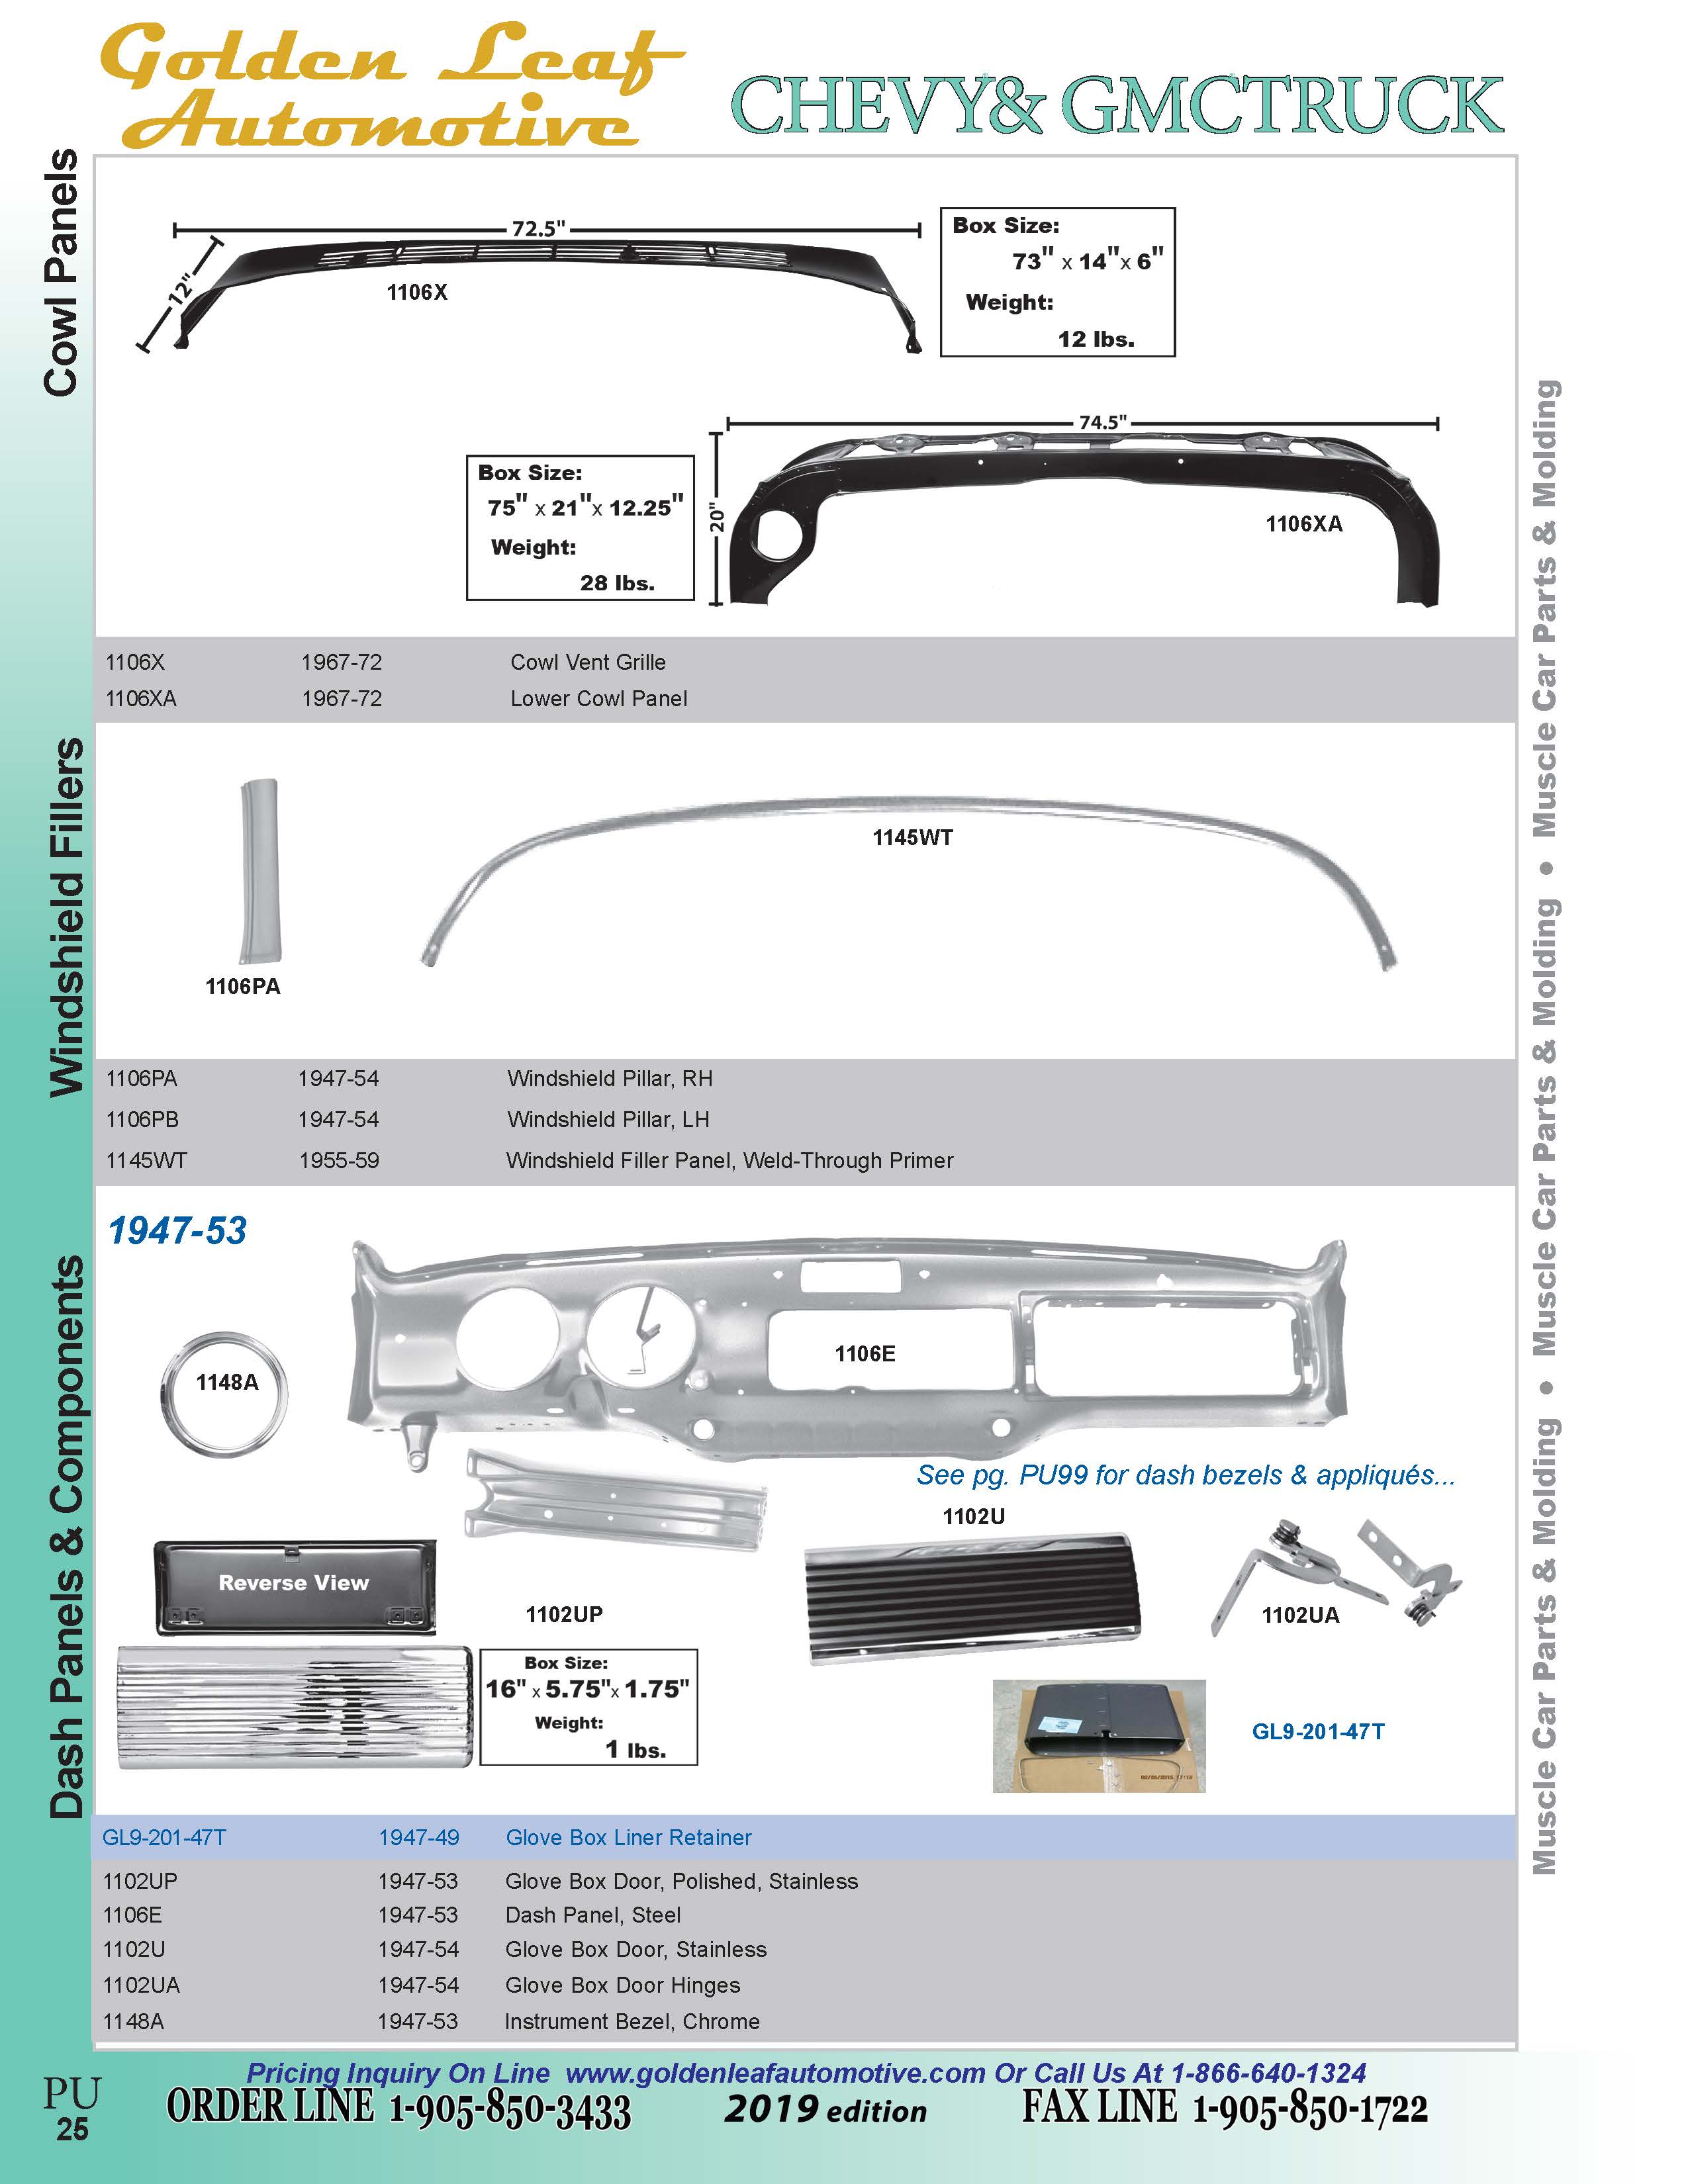 Golden Leaf
Automotive
CHEVY& GMCTRUCK
Cowl Panels
72.5"
12"
1106X
Box Size:
73" x 14"x 6"
Weight:
12 lbs.
74.5"
20"
1106XA
Box Size:
75" x 21"x 12.25"
Weight:
28 lbs.
1106X 1967-72 Cowl Vent Grille
1106XA 1967-72 Lower Cowl Panel
Windshield Fillers
1145WT
1106PA
1106PA 1947-54 Windshield Pillar, RH
1106PB 1947-54 Windshield Pillar, LH
1145WT 1955-59 Windshield Filler Panel, Weld-Through Primer
Dash Panels & Components
1947-53
1106E
1148A
See pg. PU99 for dash bezels & appliqués...
1102U
Reverse View
1102UP
1102UA
Box Size:
16" x 5.75"x 1.75"
Weight:
1 lbs.
GL9-201-47T
GL9-201-47T 1947-49 Glove Box Liner Retainer
1102UP 1947-53 Glove Box Door, Polished, Stainless
1106E 1947-53 Dash Panel, Steel
1102U 1947-54 Glove Box Door, Stainless
1102UA 1947-54 Glove Box Door Hinges
1148A 1947-53 Instrument Bezel, Chrome
Muscle Car Parts & Molding • Muscle Car Parts & Molding • Muscle Car Parts & Molding
Pricing Inquiry On Line www.goldenleafautomotive.com Or Call Us At 1-866-640-1324
PU
25
ORDER LINE 1-905-850-3433
2019 edition
FAX LINE 1-905-850-1722